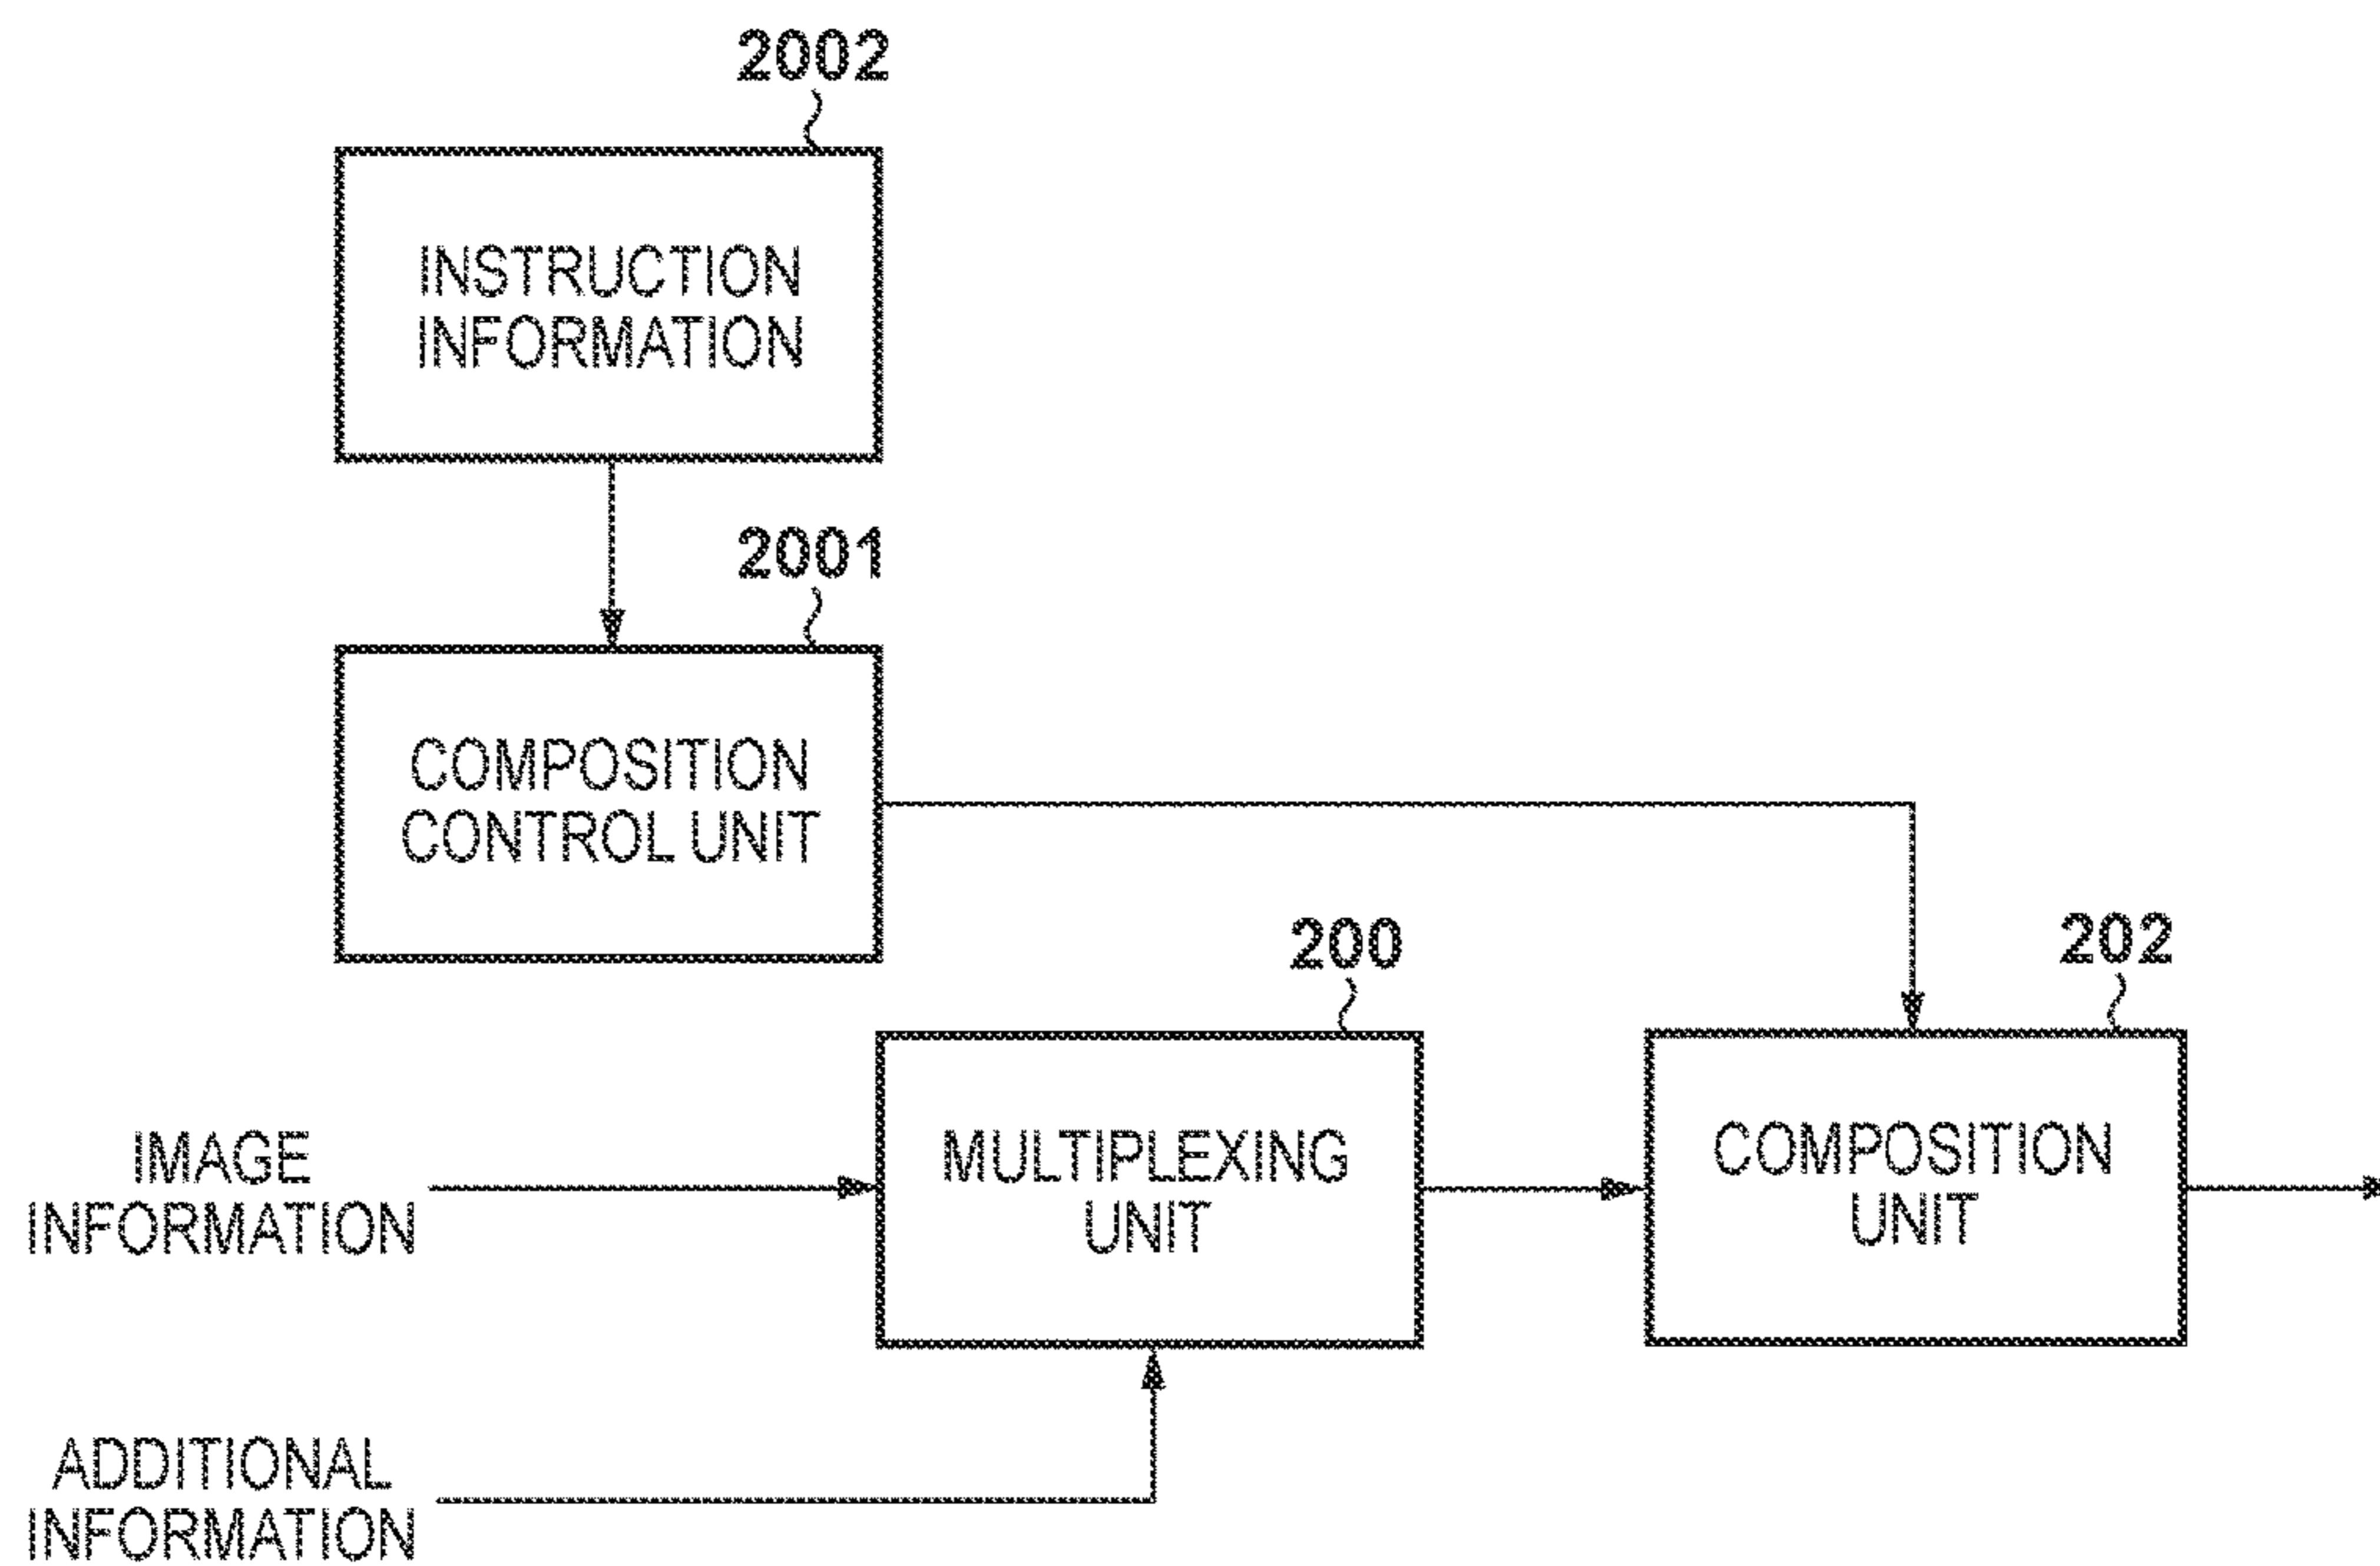 2002
INSTRUCTION
INFORMATION
2001
COMPOSITION
CONTROL UNIT
200
202
IMAGE
INFORMATION
MULTIPLEXING
UNIT
COMPOSITION
UNIT
ADDITIONAL
INFORMATION